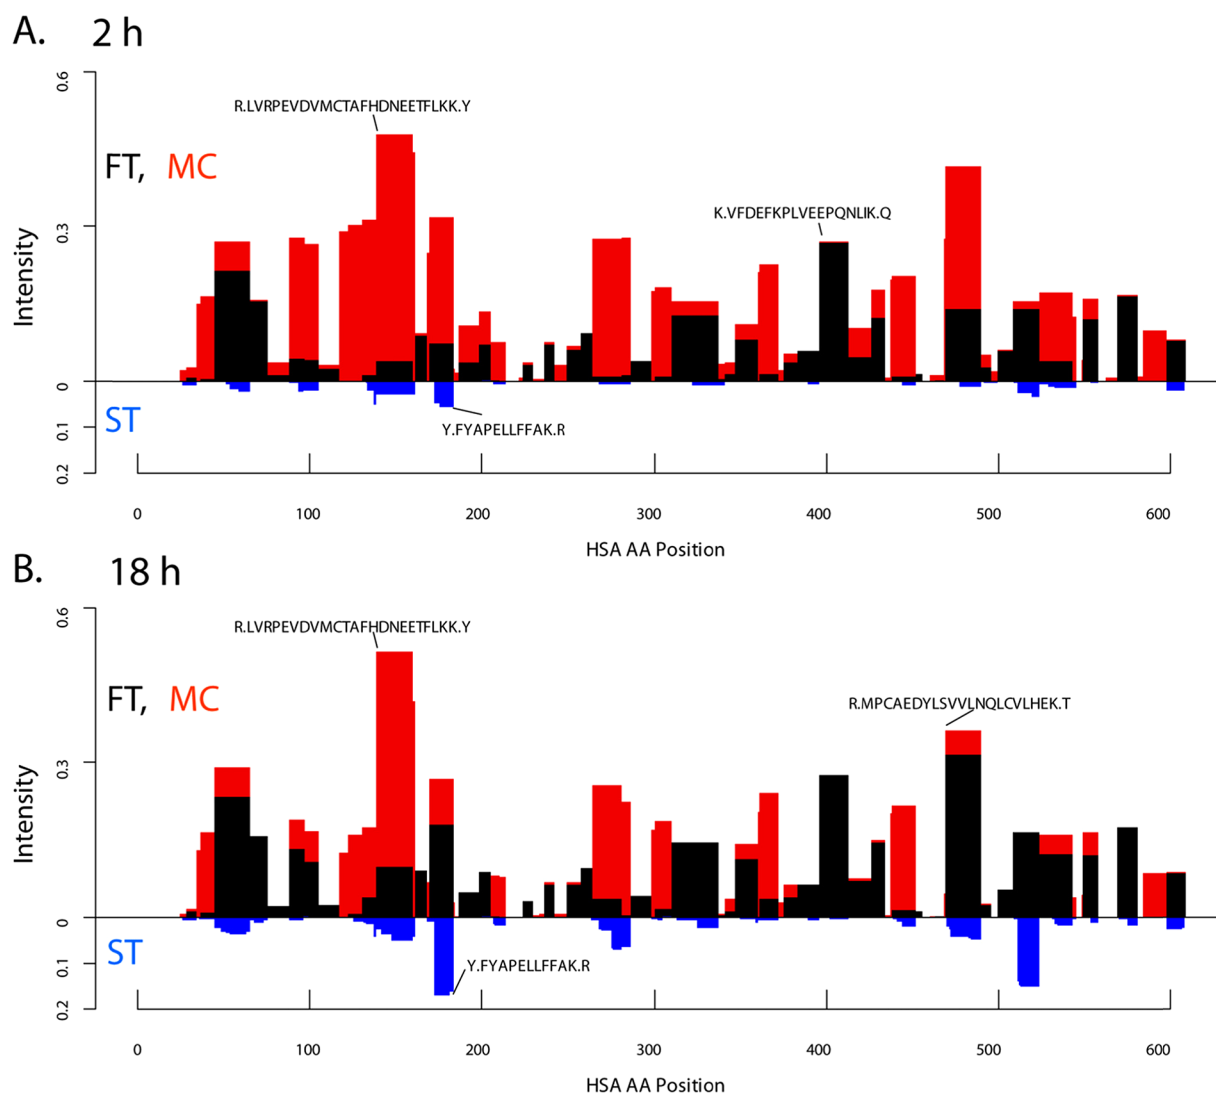 A. 2 h
0.6
R.LVRPEVDVMCTAFHDNEETFLKK.Y
FT, MC
K.VFDEFKPLVEEPQNLIK.Q
0.3
Intensity
0
ST
Y.FYAPELLFFAK.R
0.1
0.2
0 100 200 300 400 500 600
HSA AA Position
B. 18 h
0.6
R.LVRPEVDVMCTAFHDNEETFLKK.Y
FT, MC
R.MPCAEDYLSVVLNQLCVLHEK.T
0.3
Intensity
0
ST
Y.FYAPELLFFAK.R
0.1
0.2
0 100 200 300 400 500 600
HSA AA Position